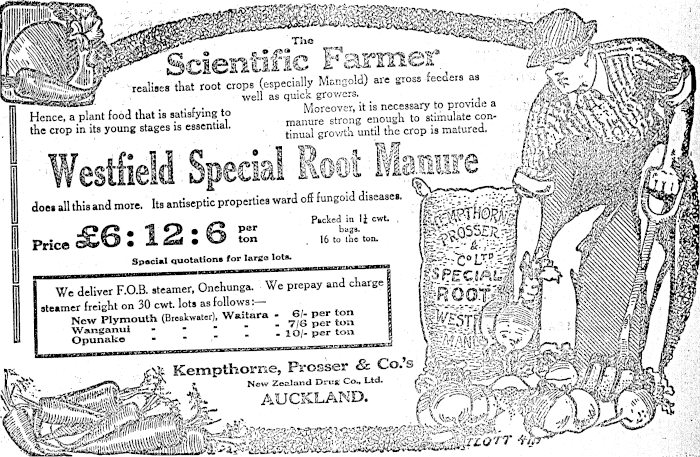 The
Scientific Farmer
realises that root crops (especially Mangold) are gross feeders as
well as quick growers.
Hence, a plant food that is satisfying to
the crop in its young stages is essential.
Moreover, it is necessary to provide a
manure strong enough to stimulate con-
tinual growth until the crop is matured.
Westfield Special Root Manure
does all this and more. Its antiseptic properties ward off fungoid diseases.
Price £6 : 12 : 6 per
ton
Packed in 1¼ cwt.
bags.
16 to the ton.
Special quotations for large lots.
We deliver F.O.B. steamer, Onehunga. We prepay and charge
steamer freight on 30 cwt. lots as follows:—
New Plymouth (Breakwater), Waitara - 6/- per ton
Wanganui - - - - 7/6 per ton
Opunake - - - - 10/- per ton
Kempthorne, Prosser & Co.'s
New Zealand Drug Co., Ltd.
AUCKLAND.
KEMPTHORNE
PROSSER
&
CO LTD
SPECIAL
ROOT